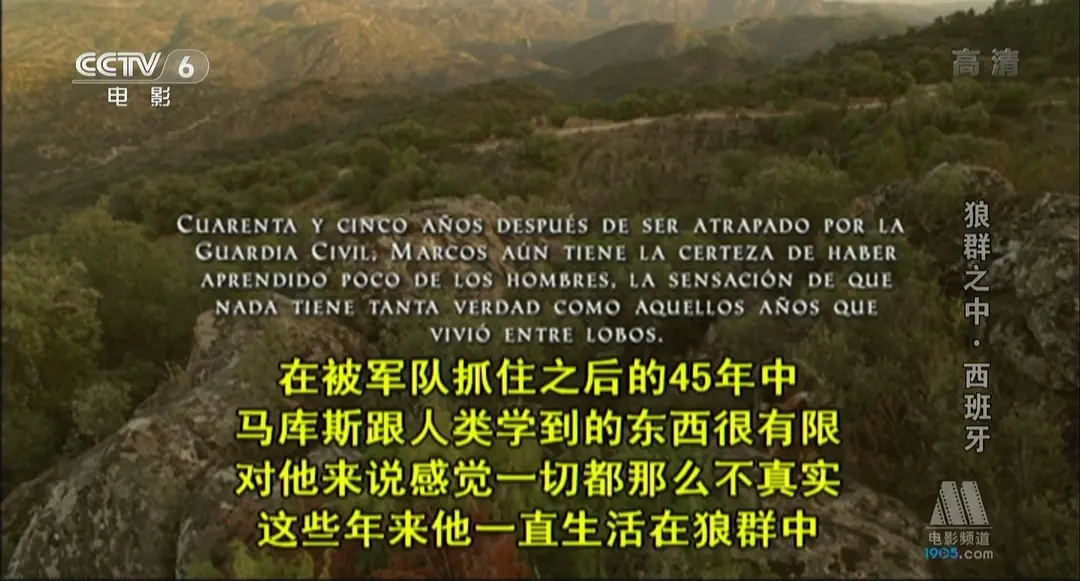 CCTV 6
电影
高清
CUARENTA Y CINCO AÑOS DESPUÉS DE SER ATRAPADO POR LA
GUARDIA CIVIL, MARCOS AÚN TIENE LA CERTEZA DE HABER
APRENDIDO POCO DE LOS HOMBRES, LA SENSACIÓN DE QUE
NADA TIENE TANTA VERDAD COMO AQUELLOS AÑOS QUE
VIVIÓ ENTRE LOBOS.
狼群之中·西班牙
在被军队抓住之后的45年中
马库斯跟人类学到的东西很有限
对他来说感觉一切都那么不真实
这些年来他一直生活在狼群中
电影频道
1905.com